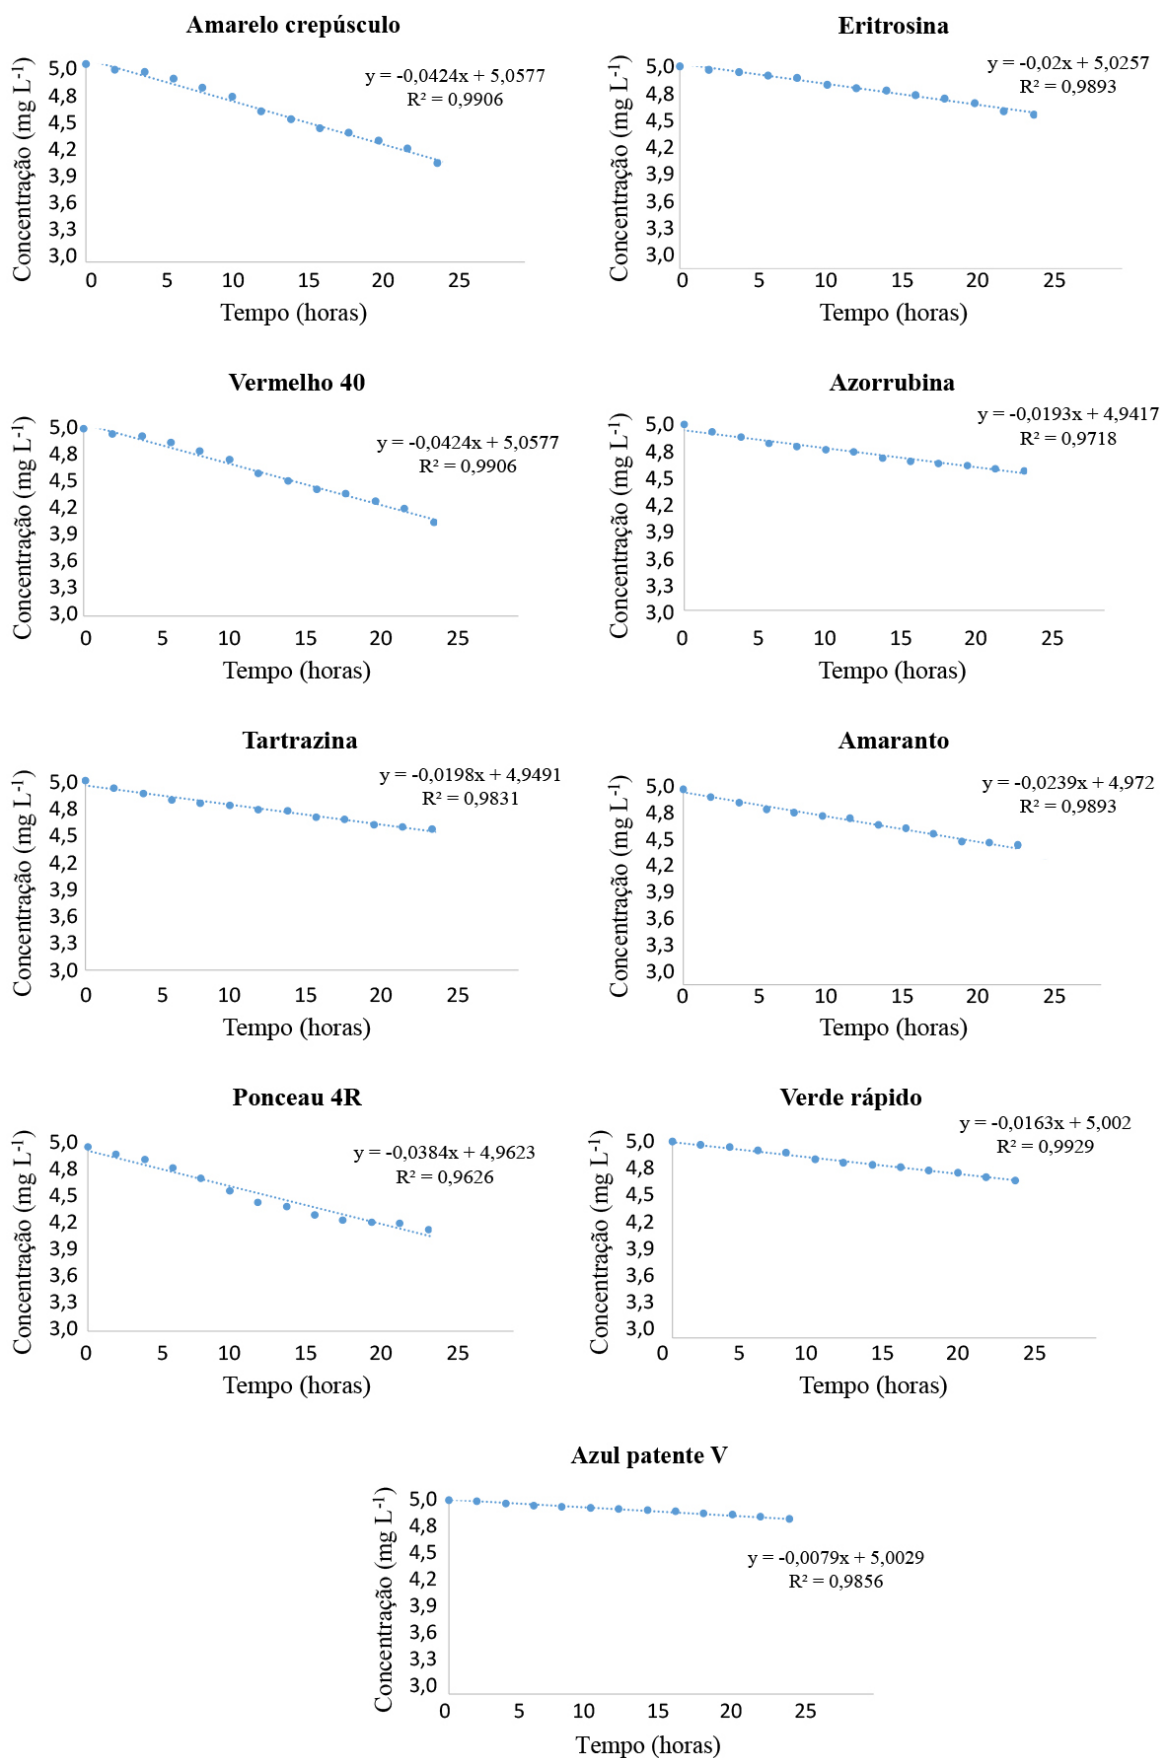 Amarelo crepúsculo
y = -0,0424x + 5,0577
R² = 0,9906
Concentração (mg L⁻¹)
5,0
4,8
4,5
4,2
3,9
3,6
3,3
3,0
0 5 10 15 20 25
Tempo (horas)
Eritrosina
y = -0,02x + 5,0257
R² = 0,9893
Concentração (mg L⁻¹)
5,0
4,8
4,5
4,2
3,9
3,6
3,3
3,0
0 5 10 15 20 25
Tempo (horas)
Vermelho 40
y = -0,0424x + 5,0577
R² = 0,9906
Concentração (mg L⁻¹)
5,0
4,8
4,5
4,2
3,9
3,6
3,3
3,0
0 5 10 15 20 25
Tempo (horas)
Azorrubina
y = -0,0193x + 4,9417
R² = 0,9718
Concentração (mg L⁻¹)
5,0
4,8
4,5
4,2
3,9
3,6
3,3
3,0
0 5 10 15 20 25
Tempo (horas)
Tartrazina
y = -0,0198x + 4,9491
R² = 0,9831
Concentração (mg L⁻¹)
5,0
4,8
4,5
4,2
3,9
3,6
3,3
3,0
0 5 10 15 20 25
Tempo (horas)
Amaranto
y = -0,0239x + 4,972
R² = 0,9893
Concentração (mg L⁻¹)
5,0
4,8
4,5
4,2
3,9
3,6
3,3
3,0
0 5 10 15 20 25
Tempo (horas)
Ponceau 4R
y = -0,0384x + 4,9623
R² = 0,9626
Concentração (mg L⁻¹)
5,0
4,8
4,5
4,2
3,9
3,6
3,3
3,0
0 5 10 15 20 25
Tempo (horas)
Verde rápido
y = -0,0163x + 5,002
R² = 0,9929
Concentração (mg L⁻¹)
5,0
4,8
4,5
4,2
3,9
3,6
3,3
3,0
0 5 10 15 20 25
Tempo (horas)
Azul patente V
y = -0,0079x + 5,0029
R² = 0,9856
Concentração (mg L⁻¹)
5,0
4,8
4,5
4,2
3,9
3,6
3,3
3,0
0 5 10 15 20 25
Tempo (horas)